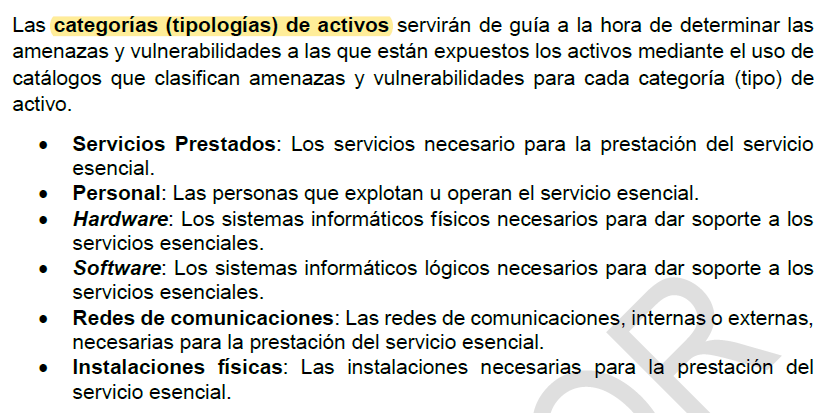 Las categorías (tipologías) de activos servirán de guía a la hora de determinar las
amenazas y vulnerabilidades a las que están expuestos los activos mediante el uso de
catálogos que clasifican amenazas y vulnerabilidades para cada categoría (tipo) de
activo.
• Servicios Prestados: Los servicios necesario para la prestación del servicio
esencial.
• Personal: Las personas que explotan u operan el servicio esencial.
• Hardware: Los sistemas informáticos físicos necesarios para dar soporte a los
servicios esenciales.
• Software: Los sistemas informáticos lógicos necesarios para dar soporte a los
servicios esenciales.
• Redes de comunicaciones: Las redes de comunicaciones, internas o externas,
necesarias para la prestación del servicio esencial.
• Instalaciones físicas: Las instalaciones necesarias para la prestación del
servicio esencial.